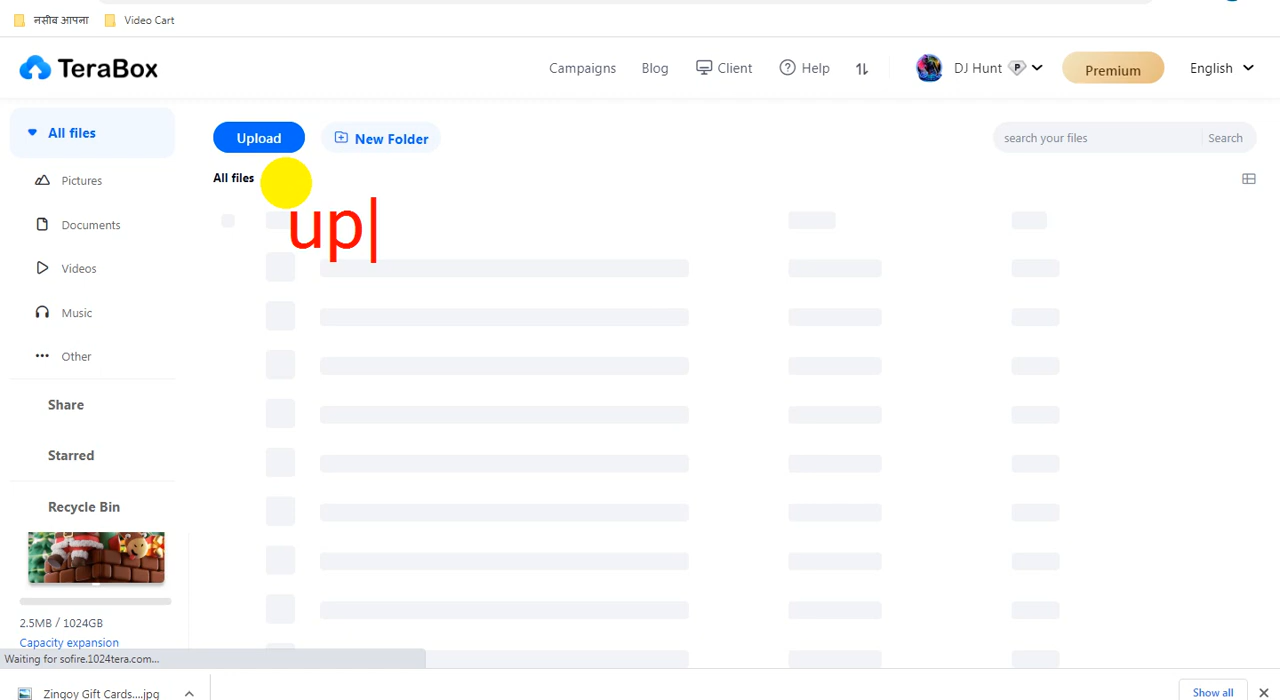 नसीब आपना
Video Cart
TeraBox
Campaigns
Blog
Client
Help
DJ Hunt
P
Premium
English
All files
Upload
New Folder
search your files
Search
All files
up|
Pictures
Documents
Videos
Music
Other
Share
Starred
Recycle Bin
2.5MB / 1024GB
Capacity expansion
Waiting for sofire.1024tera.com...
Zingoy Gift Cards....jpg
Show all